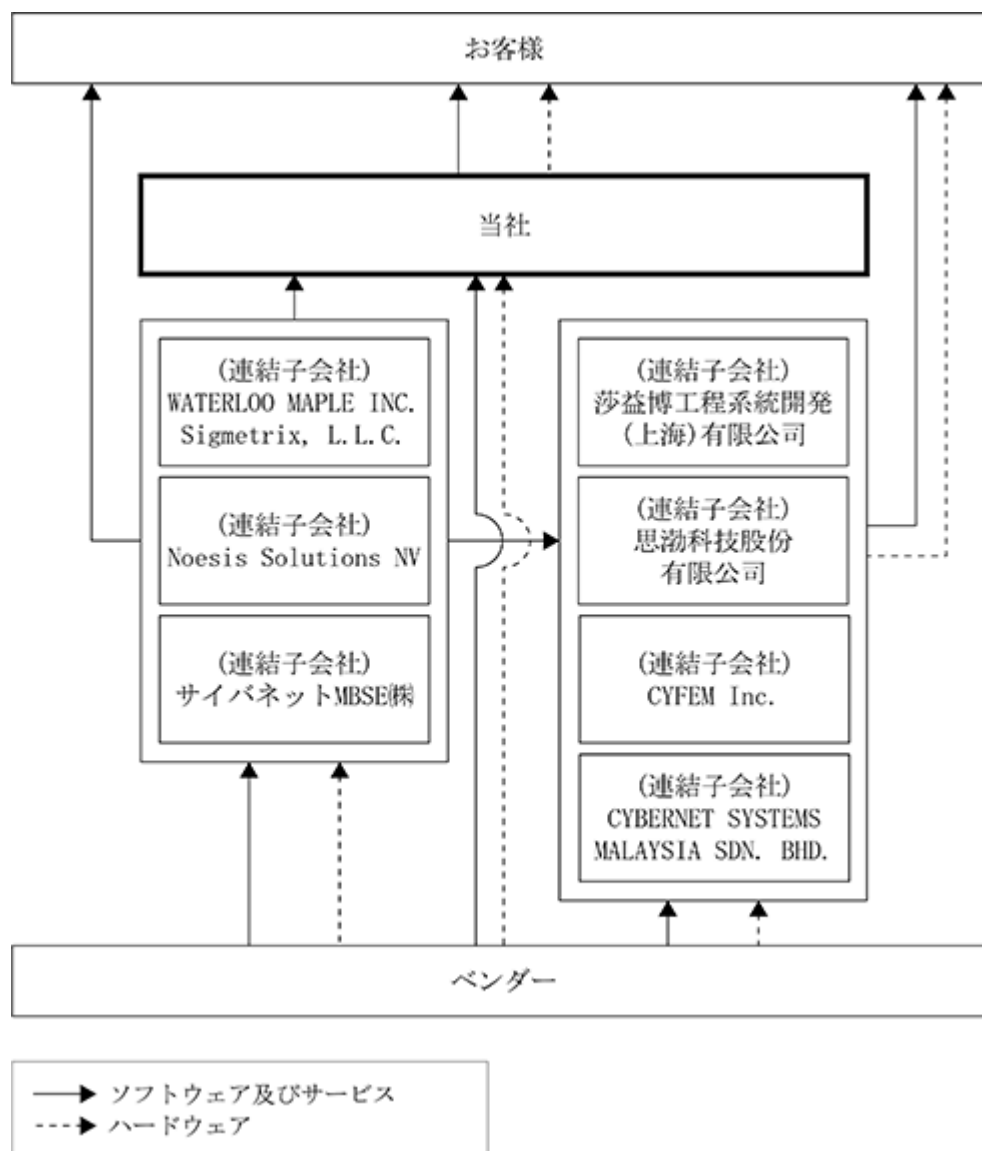 お客様
当社
(連結子会社)
WATERLOO MAPLE INC.
Sigmetrix, L.L.C.
(連結子会社)
Noesis Solutions NV
(連結子会社)
サイバネットMBSE㈱
(連結子会社)
莎益博工程系統開発
(上海)有限公司
(連結子会社)
思渤科技股份
有限公司
(連結子会社)
CYFEM Inc.
(連結子会社)
CYBERNET SYSTEMS
MALAYSIA SDN. BHD.
ベンダー
ソフトウェア及びサービス
ハードウェア